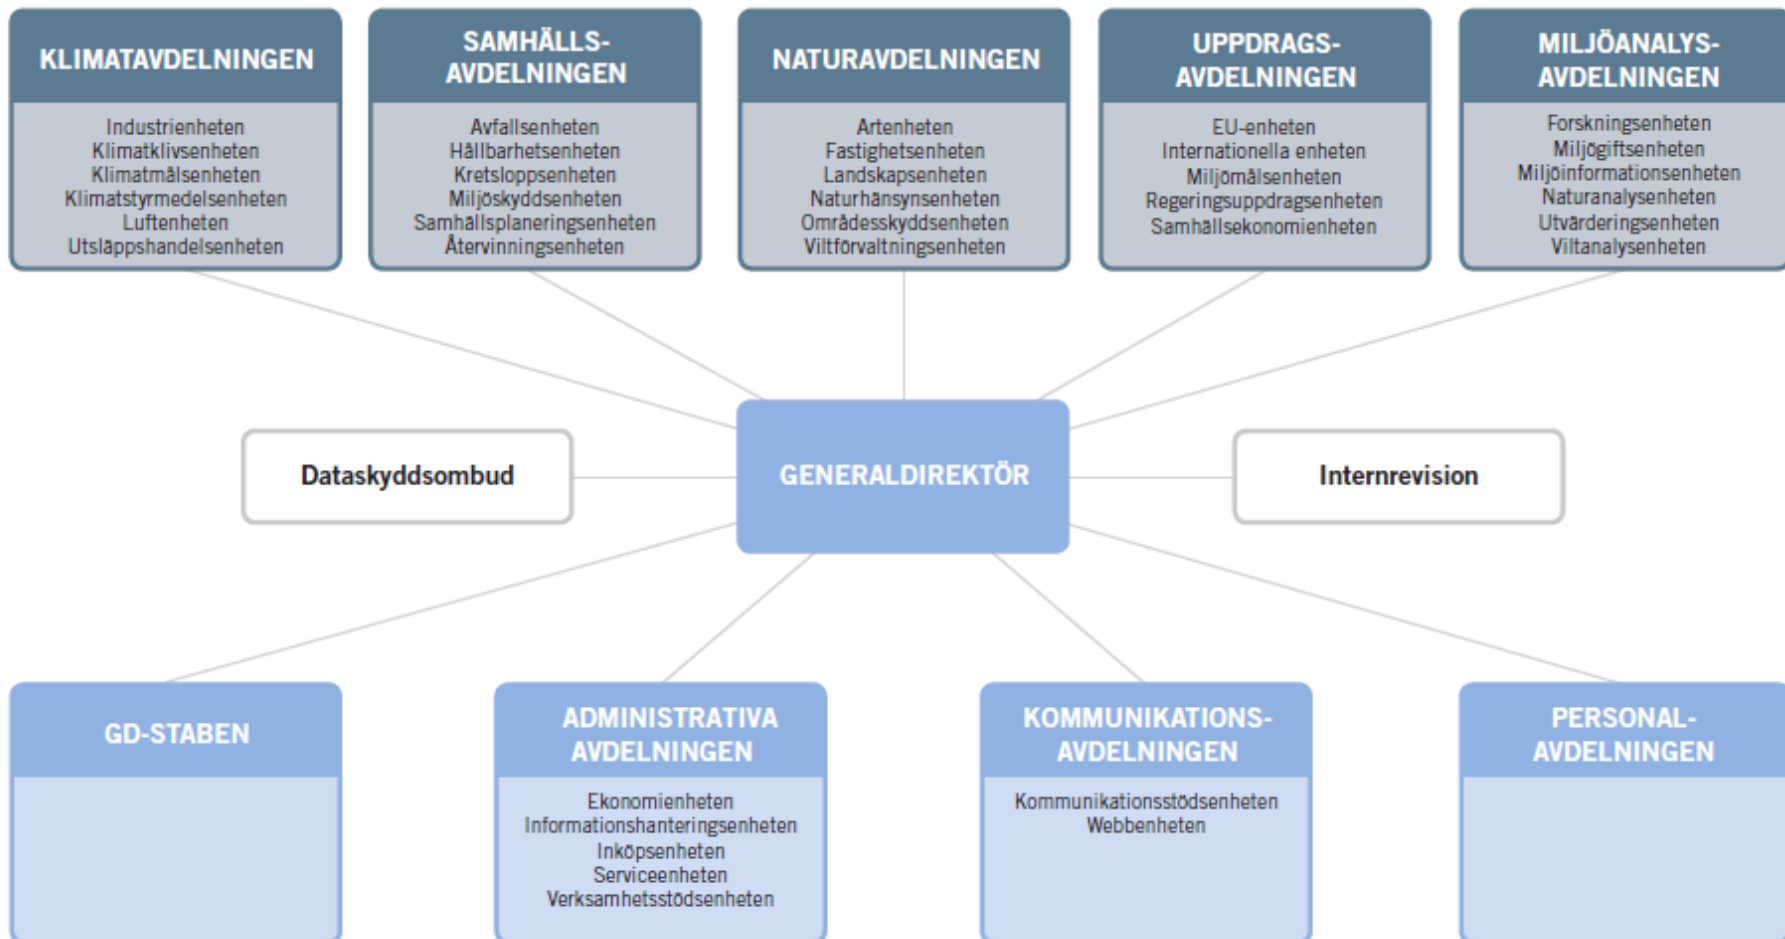 KLIMATAVDELNINGEN
Industrienheten
Klimatklivsenheten
Klimatmålsenheten
Klimatstyrmedelsenheten
Luftenheten
Utsläppshandelsenheten
SAMHÄLLS-
AVDELNINGEN
Avfallsenheten
Hållbarhetsenheten
Kretsloppsenheten
Miljöskyddsenheten
Samhällsplaneringsenheten
Återvinningsenheten
NATURAVDELNINGEN
Artenheten
Fastighetsenheten
Landskapsenheten
Naturhänsynsenheten
Områdesskyddsenheten
Viltförvaltningsenheten
UPPDRAGS-
AVDELNINGEN
EU-enheten
Internationella enheten
Miljömålsenheten
Regeringsuppdragsenheten
Samhällsekonomienheten
MILJÖANALYS-
AVDELNINGEN
Forskningsenheten
Miljögiftsenheten
Miljöinformationsenheten
Naturanalysenheten
Utvärderingsenheten
Viltanalysenheten
Dataskyddsombud
GENERALDIREKTÖR
Internrevision
GD-STABEN
ADMINISTRATIVA
AVDELNINGEN
Ekonomienheten
Informationshanteringsenheten
Inköpsenheten
Serviceenheten
Verksamhetsstödsenheten
KOMMUNIKATIONS-
AVDELNINGEN
Kommunikationsstödsenheten
Webbenheten
PERSONAL-
AVDELNINGEN